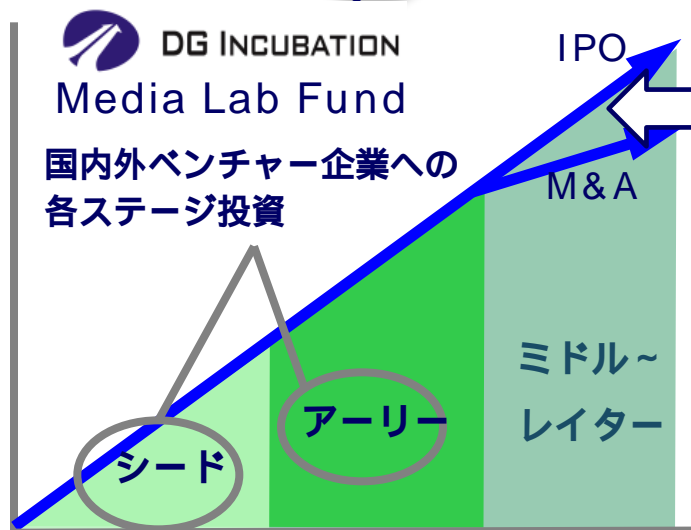 DG INCUBATION
IPO
Media Lab Fund
国内外ベンチャー企業への
各ステージ投資
M&A
ミドル~
レイター
アーリー
シード